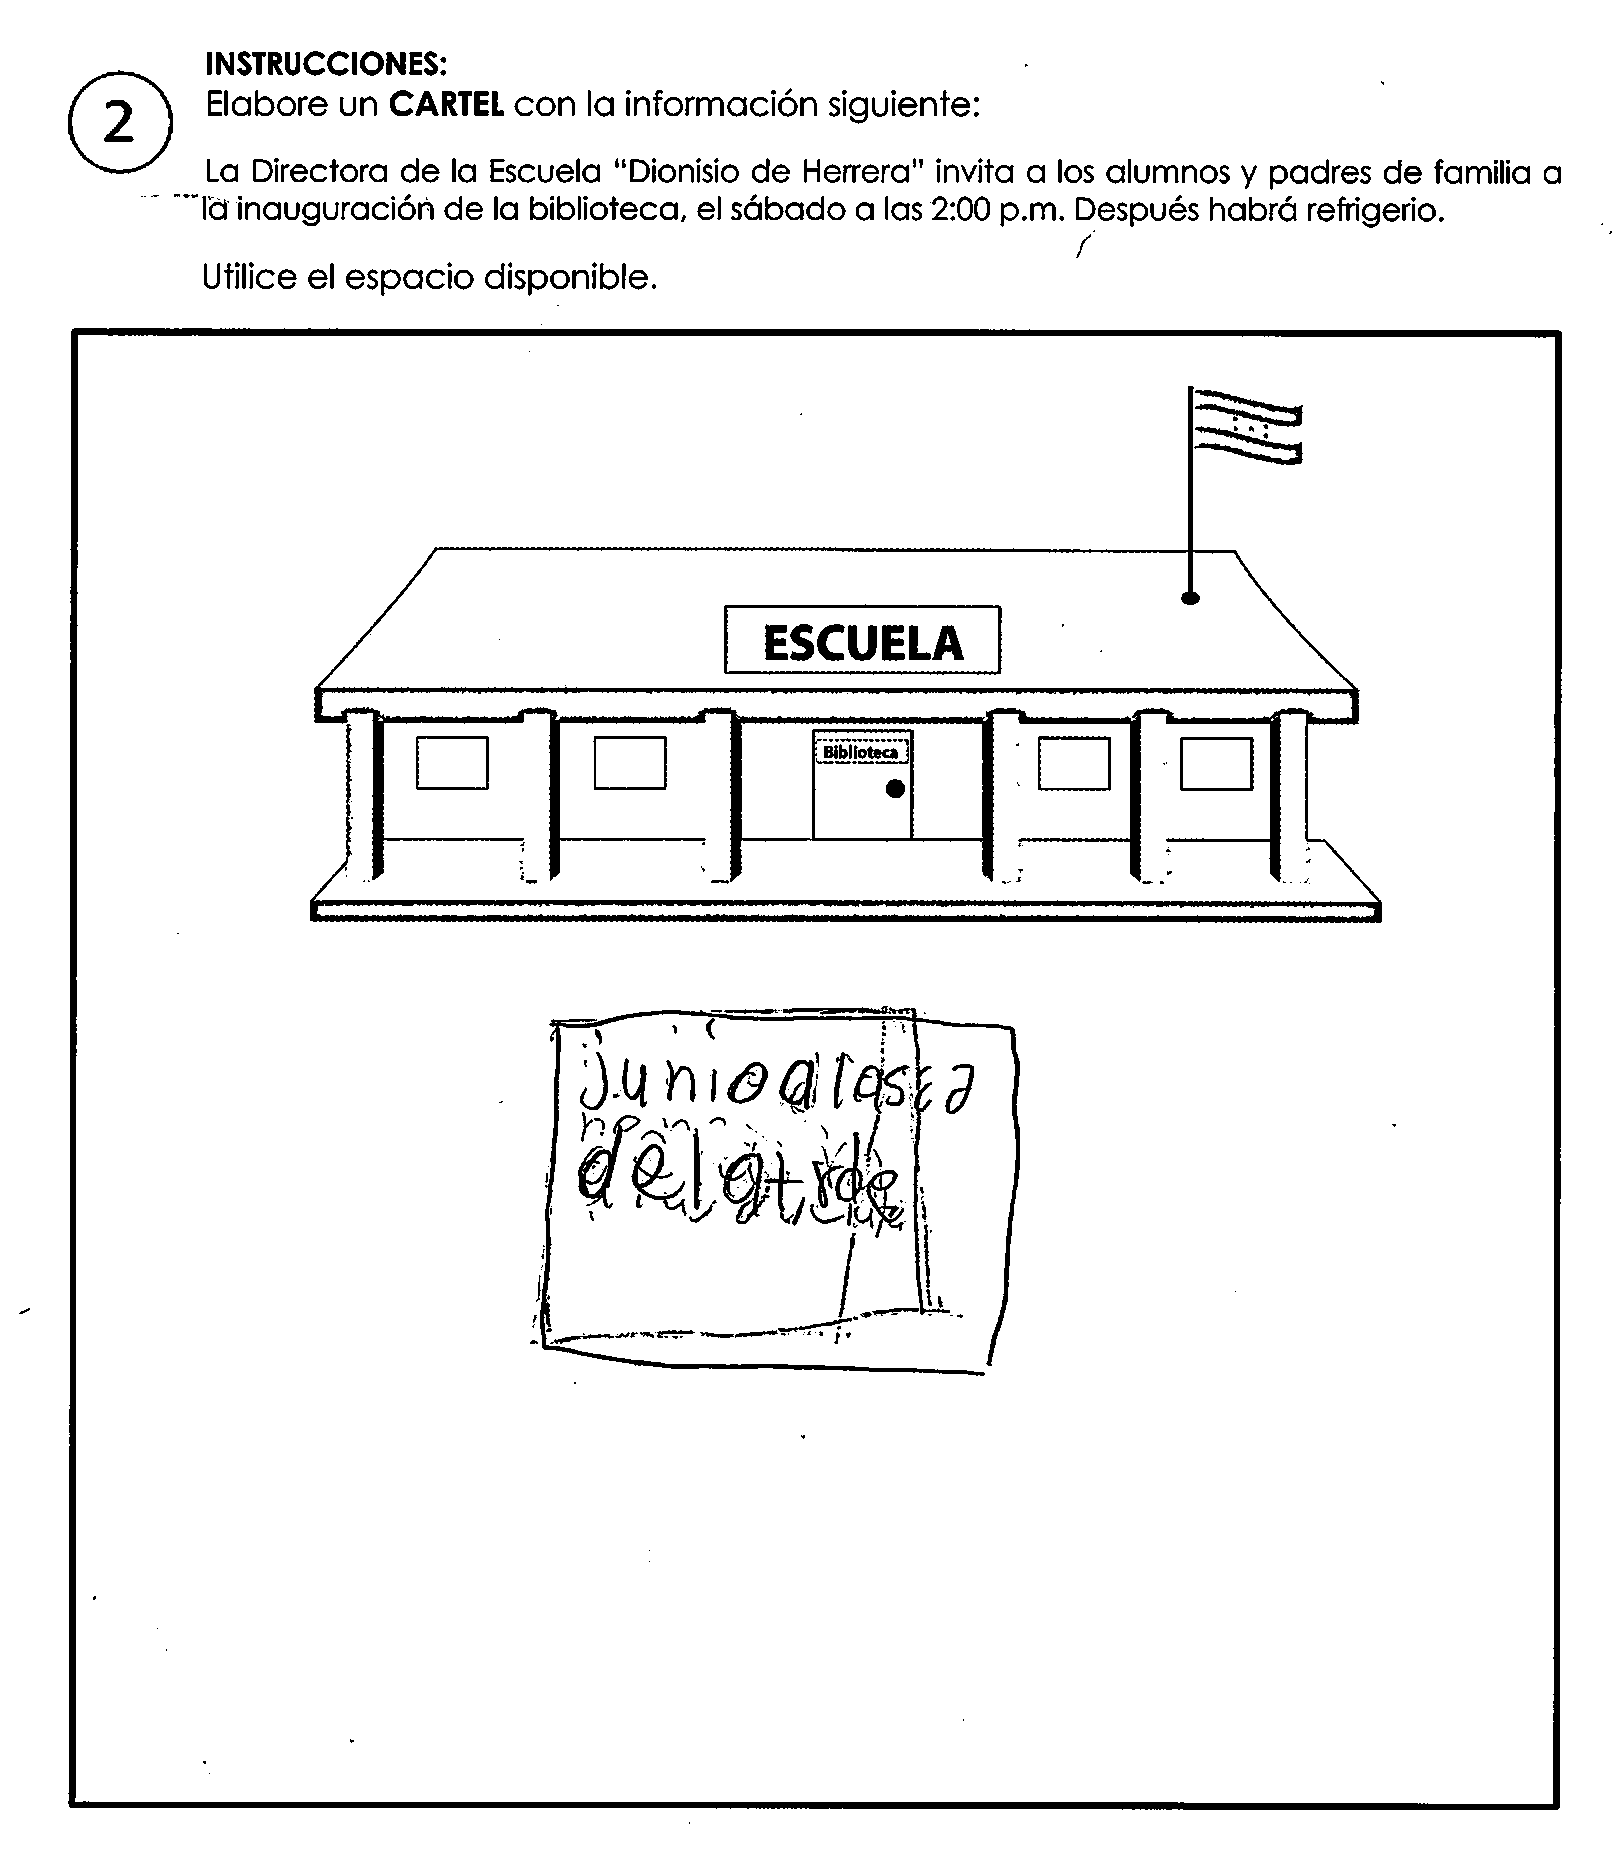 INSTRUCCIONES:
2
Elabore un CARTEL con la información siguiente:
La Directora de la Escuela "Dionisio de Herrera" invita a los alumnos y padres de familia a
la inauguración de la biblioteca, el sábado a las 2:00 p.m. Después habrá refrigerio.
Utilice el espacio disponible.
ESCUELA
Biblioteca
junio a las